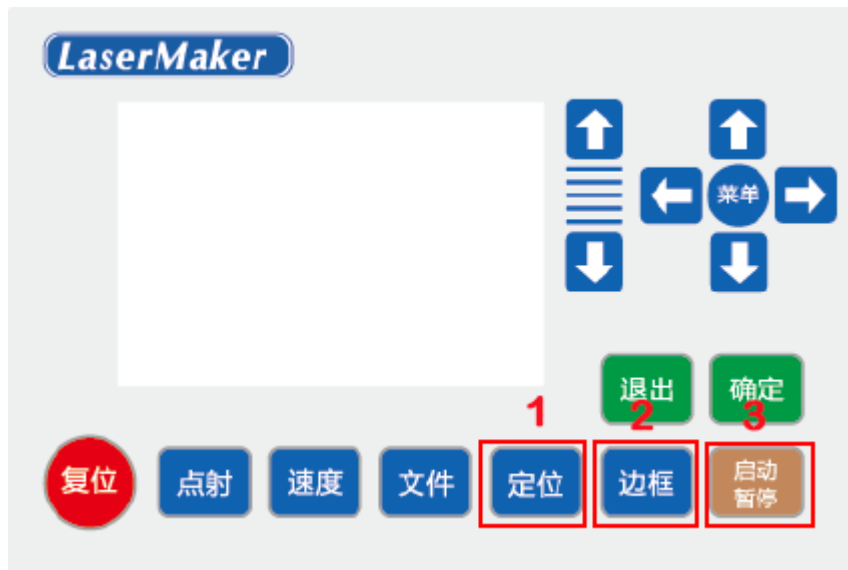 LaserMaker
菜单
退出
确定
1
2
3
复位
点射
速度
文件
定位
边框
启动
暂停